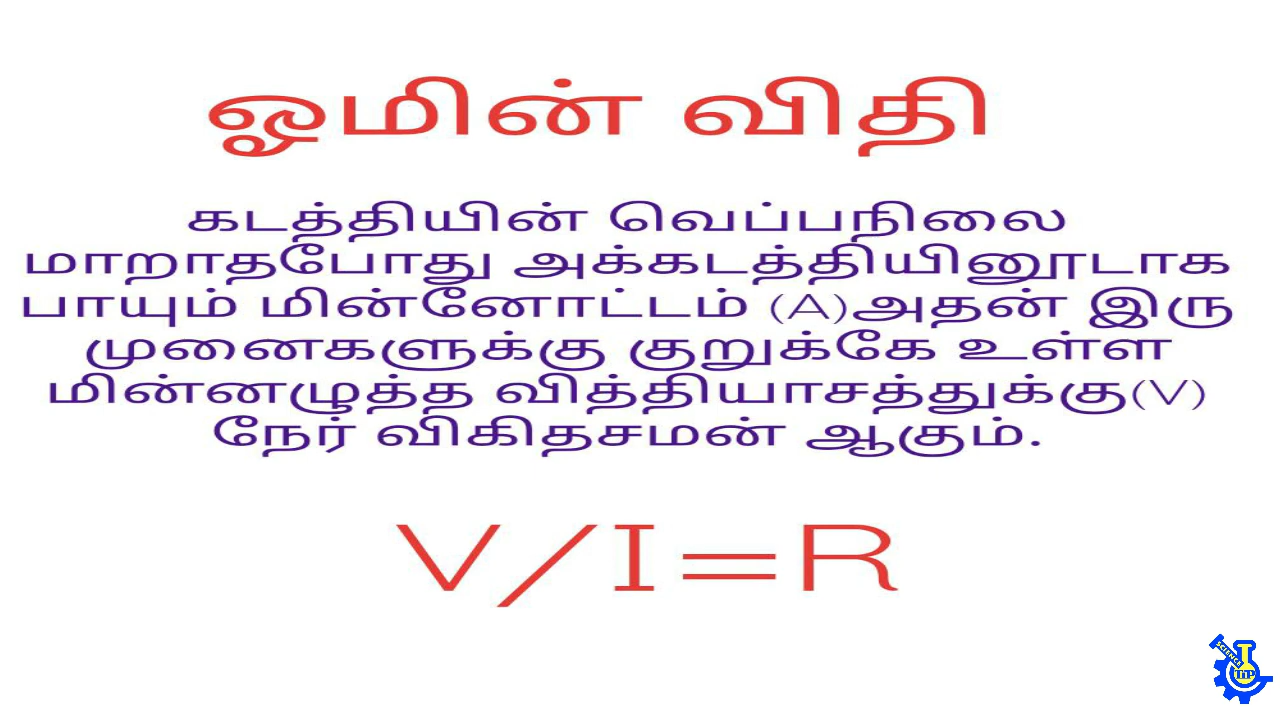 ஓமின் விதி
கடத்தியின் வெப்பநிலை
மாறாதபோது அக்கடத்தியினூடாக
பாயும் மின்னோட்டம் (A)அதன் இரு
முனைகளுக்கு குறுக்கே உள்ள
மின்னழுத்த வித்தியாசத்துக்கு(V)
நேர் விகிதசமன் ஆகும்.
V/I=R